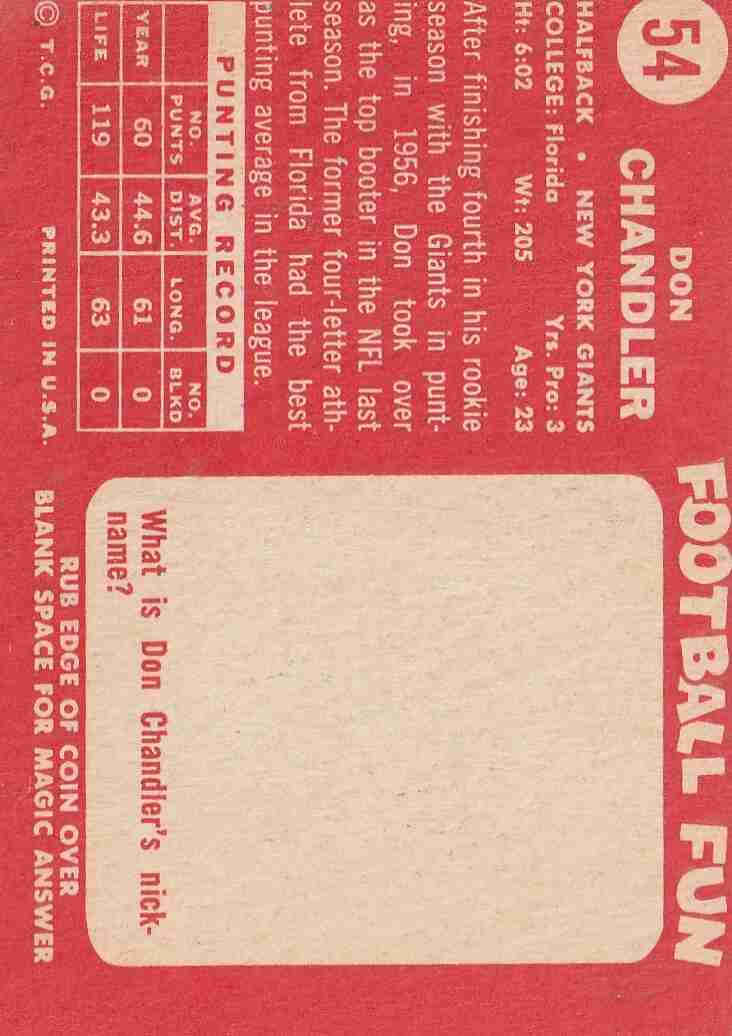 54
DON
CHANDLER
HALFBACK • NEW YORK GIANTS
COLLEGE: Florida Yrs. Pro: 3
Ht: 6:02 Wt: 205 Age: 23
After finishing fourth in his rookie
season with the Giants in punt-
ing, in 1956, Don took over
as the top booter in the NFL last
season. The former four-letter ath-
lete from Florida had the best
punting average in the league.
PUNTING RECORD
NO. PUNTS AVG. DIST. LONG. NO. BLKD
YEAR 60 44.6 61 0
LIFE 119 43.3 63 0
© T.C.G. PRINTED IN U.S.A.
FOOTBALL FUN
What is Don Chandler's nick-
name?
RUB EDGE OF COIN OVER
BLANK SPACE FOR MAGIC ANSWER